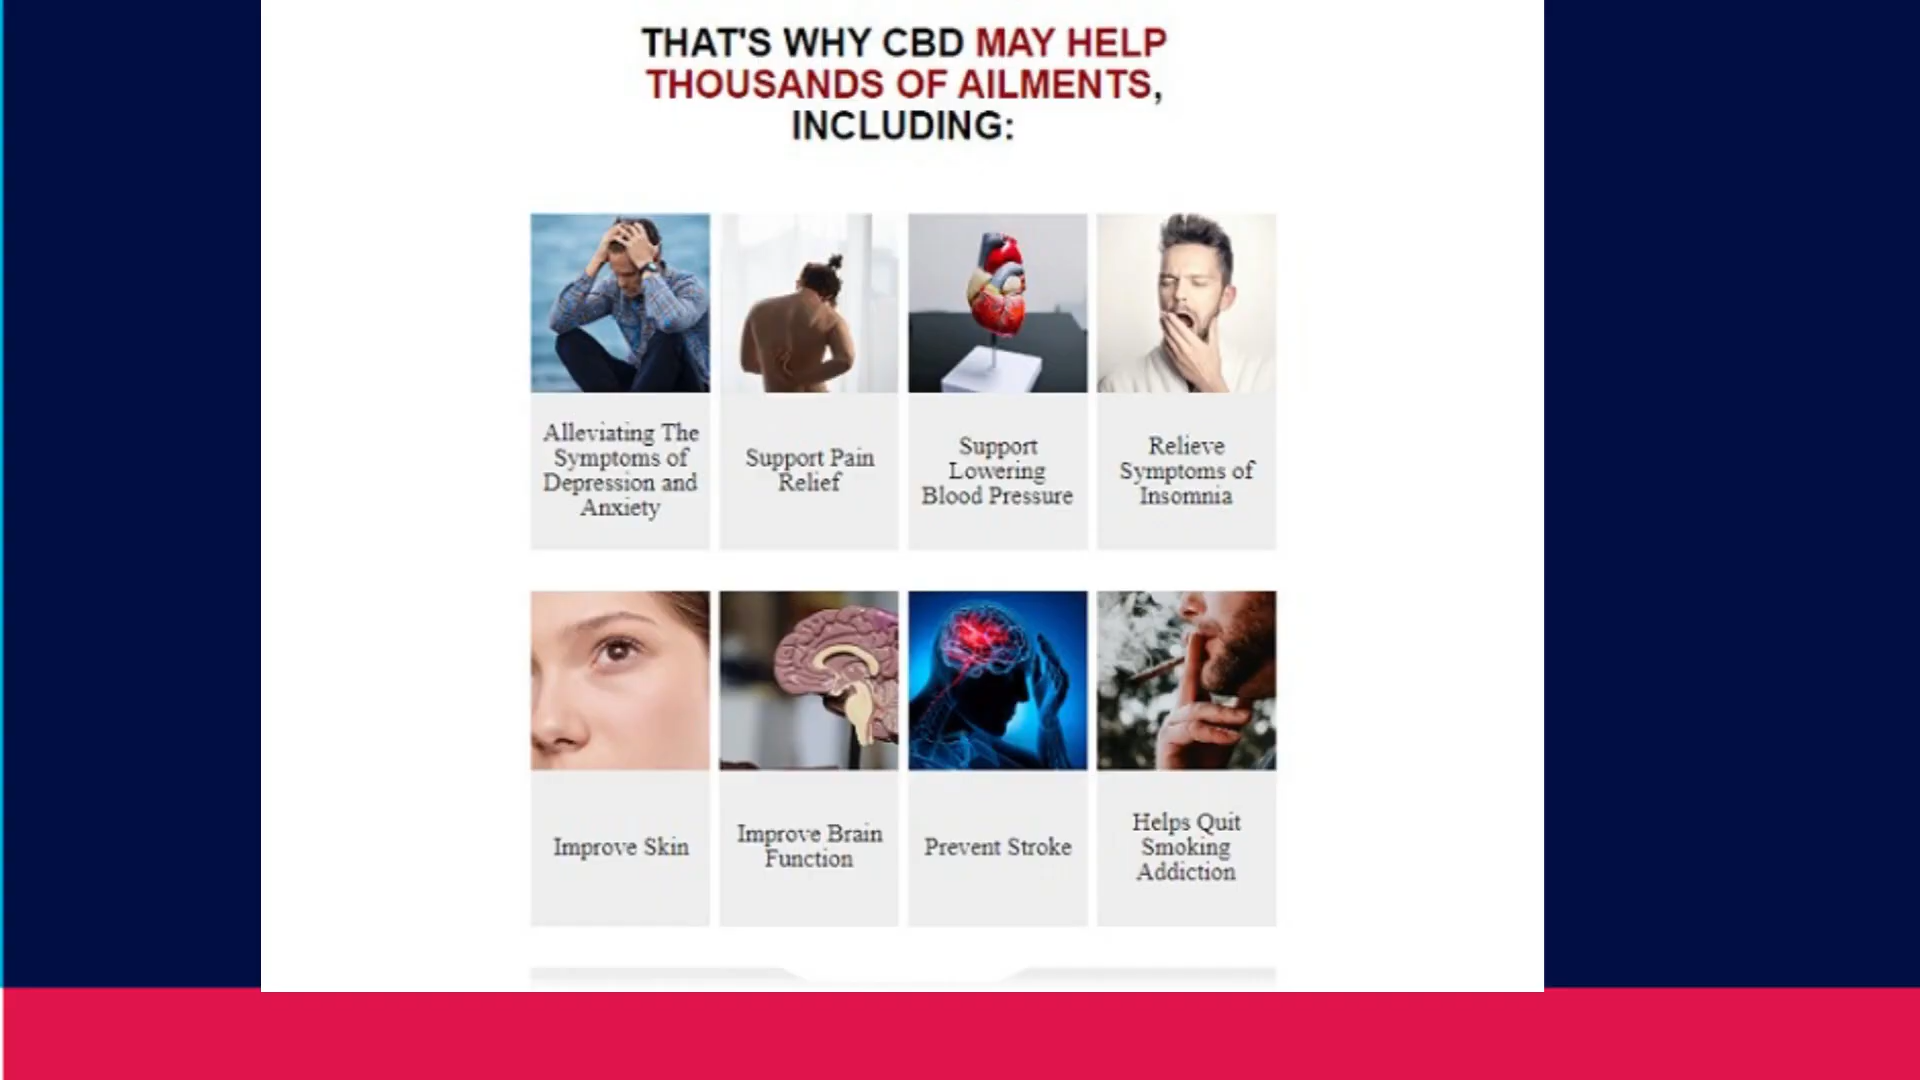 THAT'S WHY CBD MAY HELP
THOUSANDS OF AILMENTS,
INCLUDING:
Alleviating The
Symptoms of
Depression and
Anxiety
Support Pain
Relief
Support
Lowering
Blood Pressure
Relieve
Symptoms of
Insomnia
Improve Skin
Improve Brain
Function
Prevent Stroke
Helps Quit
Smoking
Addiction